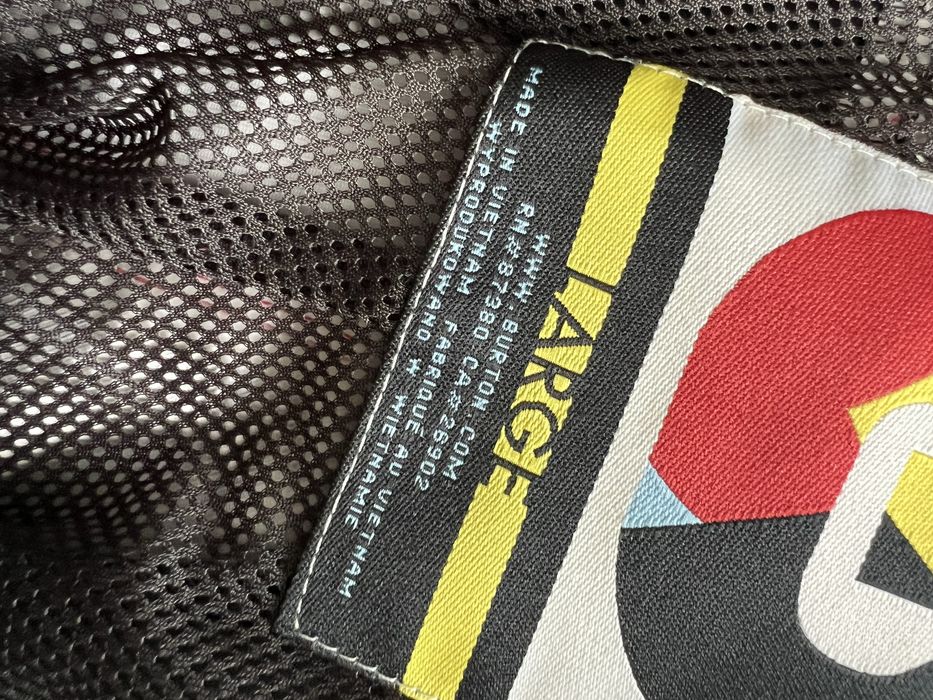 LARGE
WWW.BURTON.COM
RN#87380 CA#26902
MADE IN VIETNAM FABRIQUE AU VIETNAM
WYPRODUKOWANO W WIETNAMIE